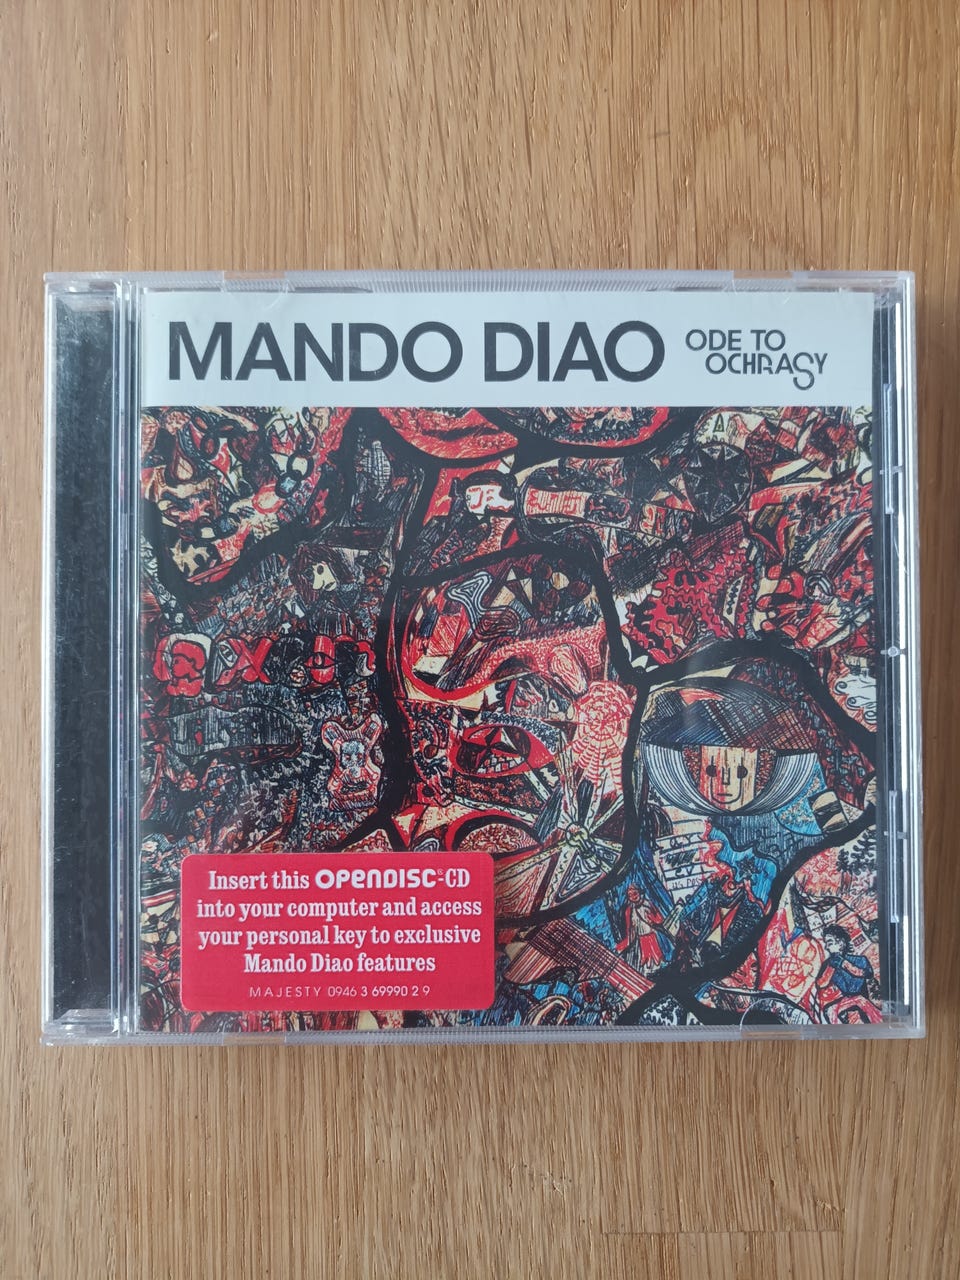 MANDO DIAO
ODE TO
OCHRASY
Insert this OPENDISC®-CD
into your computer and access
your personal key to exclusive
Mando Diao features
MAJESTY 0946 3 69990 2 9